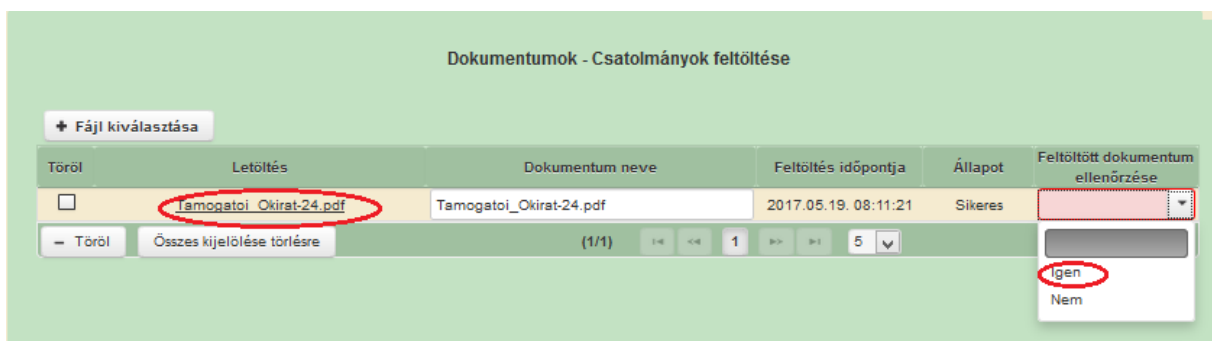 Dokumentumok - Csatolmányok feltöltése
+ Fájl kiválasztása
Töröl Letöltés Dokumentum neve Feltöltés időpontja Állapot Feltöltött dokumentum
ellenőrzése
Tamogatoi_Okirat-24.pdf Tamogatoi_Okirat-24.pdf 2017.05.19. 08:11:21 Sikeres
– Töröl Összes kijelölése törlésre (1/1) 1 5
Igen
Nem